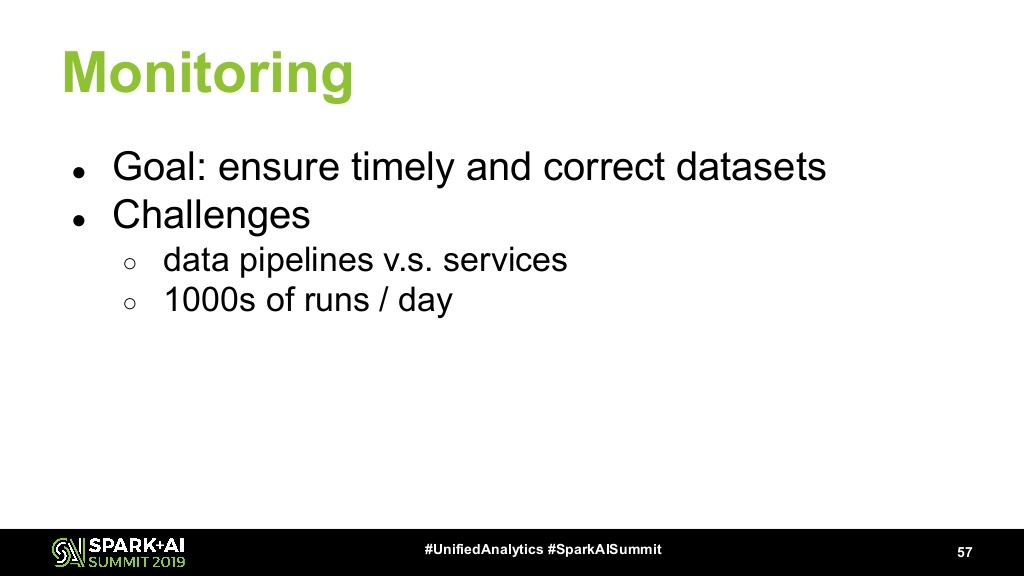 Monitoring
● Goal: ensure timely and correct datasets
● Challenges
○ data pipelines v.s. services
○ 1000s of runs / day
SPARK+AI
SUMMIT 2019
#UnifiedAnalytics #SparkAISummit
57